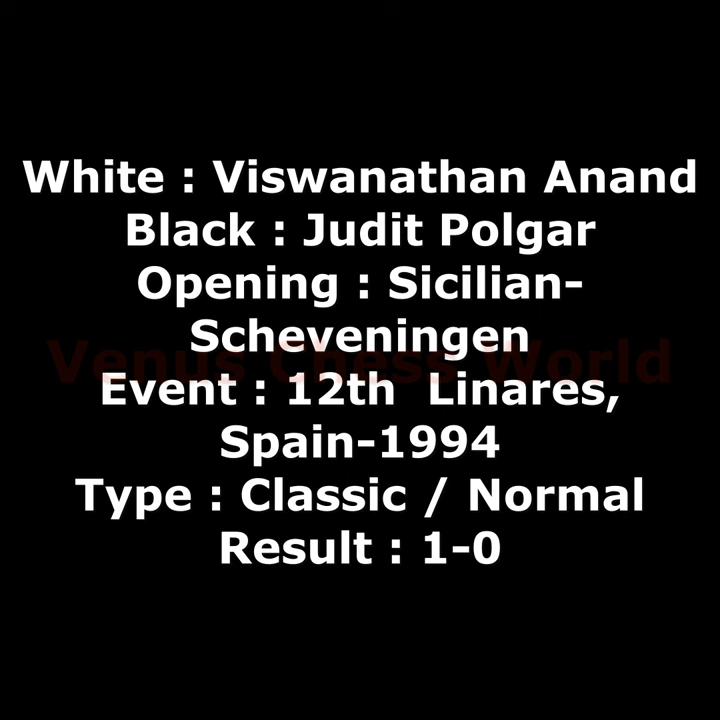 White : Viswanathan Anand
Black : Judit Polgar
Opening : Sicilian-
Scheveningen
Venus Chess World
Event : 12th  Linares,
Spain-1994
Type : Classic / Normal
Result : 1-0